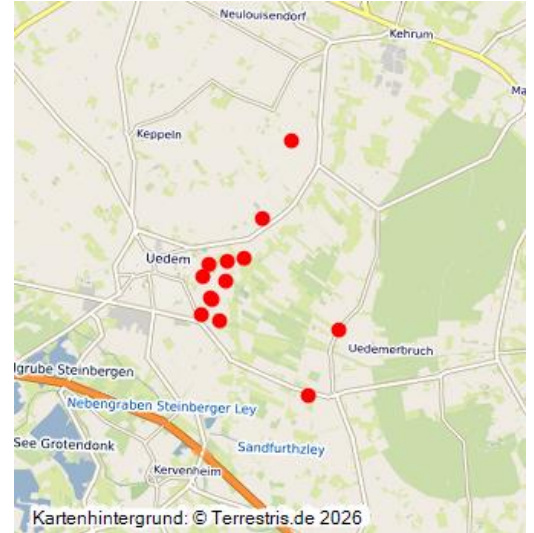 Neulouisendorf
Kehrum
Keppeln
Uedem
Uedemerbruch
Steinbergen
Nebengraben Steinberger Ley
See Grotendonk
Sandfurthzley
Kervenheim
Kartenhintergrund: © Terrestris.de 2026